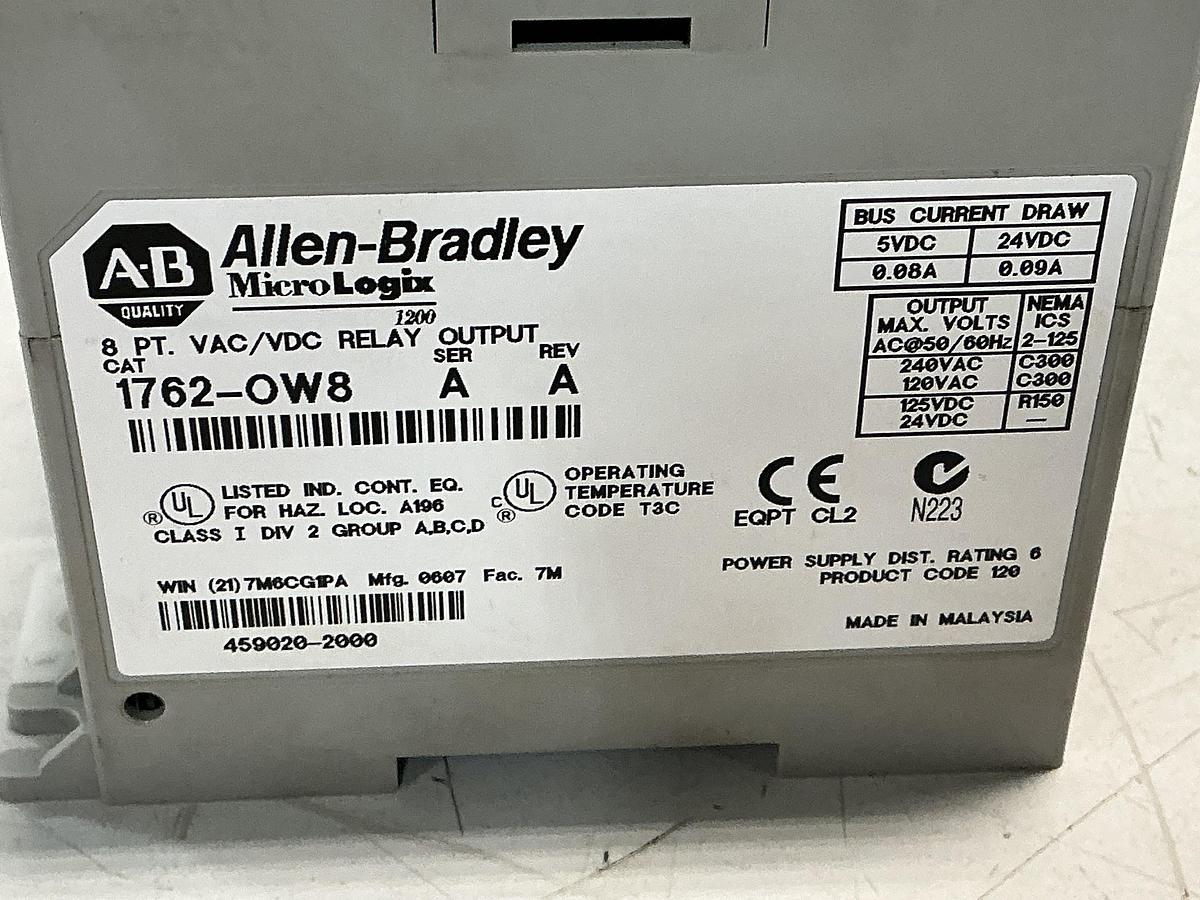 A-B
QUALITY
Allen-Bradley
MicroLogix
1200
8 PT. VAC/VDC RELAY OUTPUT
CAT SER REV
1762-OW8 A A
UL
®
LISTED IND. CONT. EQ.
FOR HAZ. LOC. A196
CLASS I DIV 2 GROUP A,B,C,D
C UL
®
OPERATING
TEMPERATURE
CODE T3C
WIN (21) 7M6CG1PA Mfg. 0607 Fac. 7M
459020-2000
BUS CURRENT DRAW
5VDC 24VDC
0.08A 0.09A
OUTPUT NEMA
MAX. VOLTS ICS
AC@50/60Hz 2-125
240VAC C300
120VAC C300
125VDC R150
24VDC —
CE
EQPT CL2
N223
POWER SUPPLY DIST. RATING 6
PRODUCT CODE 120
MADE IN MALAYSIA